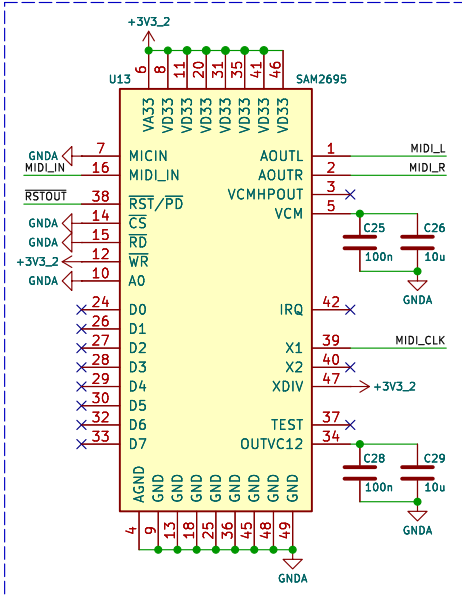 +3V3_2
U13
SAM2695
6 8 11 20 31 35 41 46
VA33 VD33 VD33 VD33 VD33 VD33 VD33 VD33
GNDA 7 MICIN AOUTL 1 MIDI_L
MIDI_IN 16 MIDI_IN AOUTR 2 MIDI_R
VCMHPOUT 3
RSTOUT 38 RST/PD
VCM 5
GNDA 14 CS
C25 C26
GNDA 15 RD
100n 10u
+3V3_2 12 WR
GNDA 10 A0
GNDA
24 D0 IRQ 42
26 D1
27 D2 X1 39 MIDI_CLK
28 D3 X2 40
29 D4 XDIV 47 +3V3_2
30 D5
32 D6 TEST 37
33 D7 OUTVC12 34
C28 C29
100n 10u
AGND GND GND GND GND GND GND GND GND
4 9 13 18 25 36 45 48 49
GNDA
GNDA